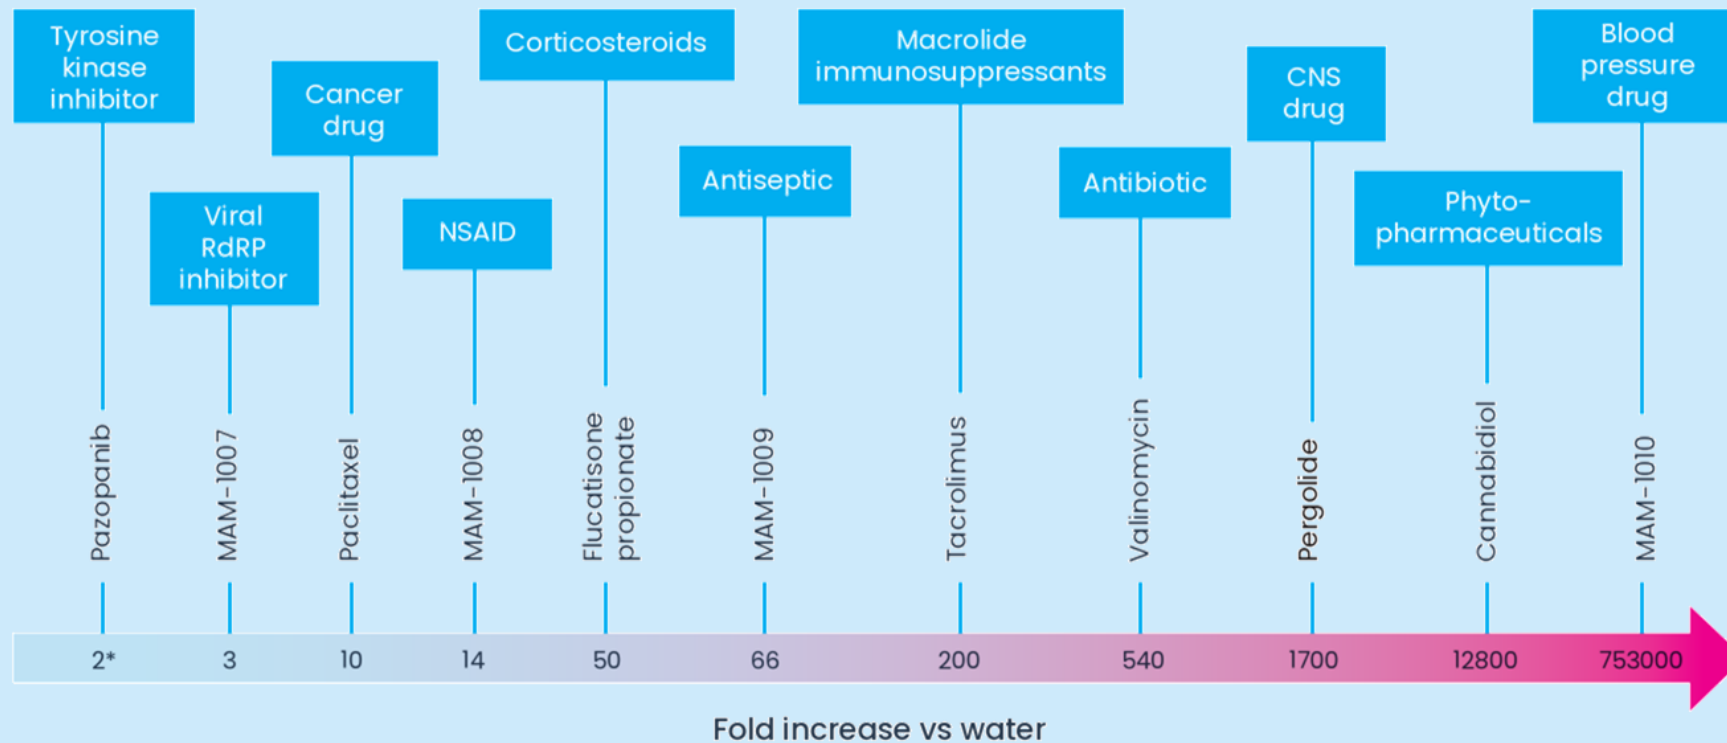 Tyrosine
kinase
inhibitor
Viral
RdRP
inhibitor
Cancer
drug
NSAID
Corticosteroids
Antiseptic
Macrolide
immunosuppressants
Antibiotic
CNS
drug
Phyto-
pharmaceuticals
Blood
pressure
drug
Pazopanib
MAM-1007
Paclitaxel
MAM-1008
Flucatisone
propionate
MAM-1009
Tacrolimus
Valinomycin
Pergolide
Cannabidiol
MAM-1010
2* 3 10 14 50 66 200 540 1700 12800 753000
Fold increase vs water